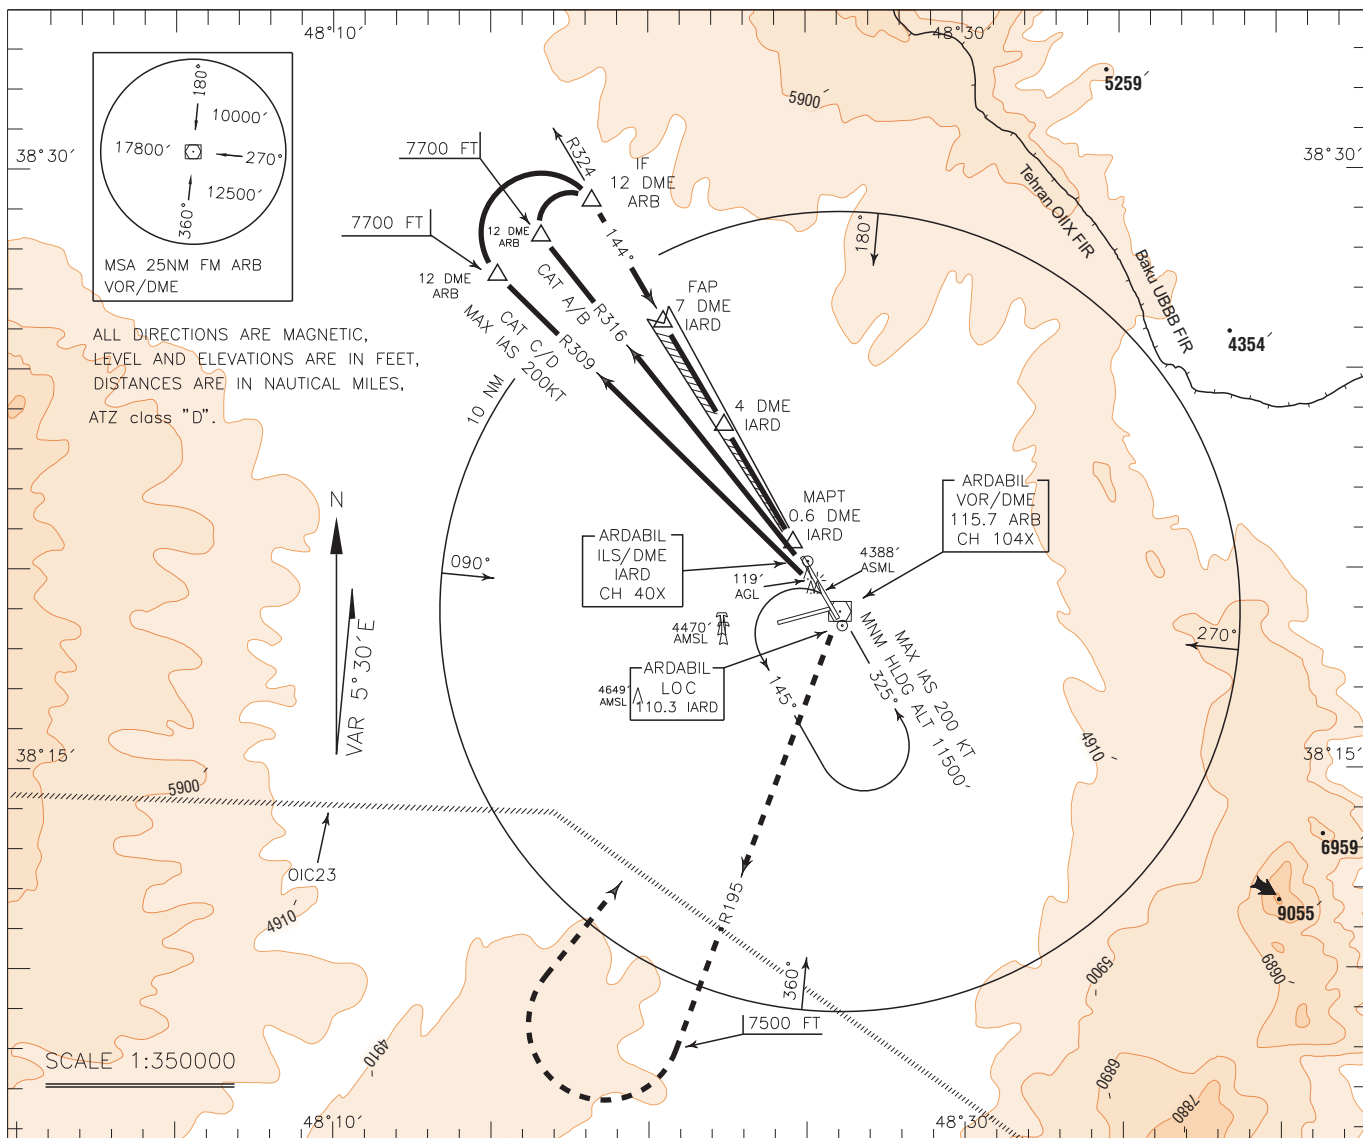 48°10′
48°30′
180°
10000′
17800′
270°
12500′
360°
MSA 25NM FM ARB
VOR/DME
38°30′
38°30′
5900′
5259′
Tehran OIIX FIR
Baku UBBB FIR
4354′
7700 FT
R324
IF
12 DME
ARB
7700 FT
12 DME
ARB
12 DME
ARB
144°
180°
FAP
7 DME
IARD
CAT A/B
R316
CAT C/D
MAX IAS 200KT
R309
ALL DIRECTIONS ARE MAGNETIC,
LEVEL AND ELEVATIONS ARE IN FEET,
DISTANCES ARE IN NAUTICAL MILES,
ATZ class "D".
10 NM
4 DME
IARD
N
VAR 5°30′E
MAPT
0.6 DME
IARD
ARDABIL
VOR/DME
115.7 ARB
CH 104X
ARDABIL
ILS/DME
IARD
CH 40X
090°
4388′
ASML
119′
AGL
4470′
AMSL
4649′
AMSL
ARDABIL
LOC
110.3 IARD
145°
325°
MAX IAS 200 KT
MNM HLDG ALT 11500′
270°
38°15′
38°15′
4910′
5900′
OIC23
4910′
6959′
9055′
6890′
R195
360°
5900′
7500 FT
4910′
6890′
7880′
SCALE 1:350000
48°10′
48°30′